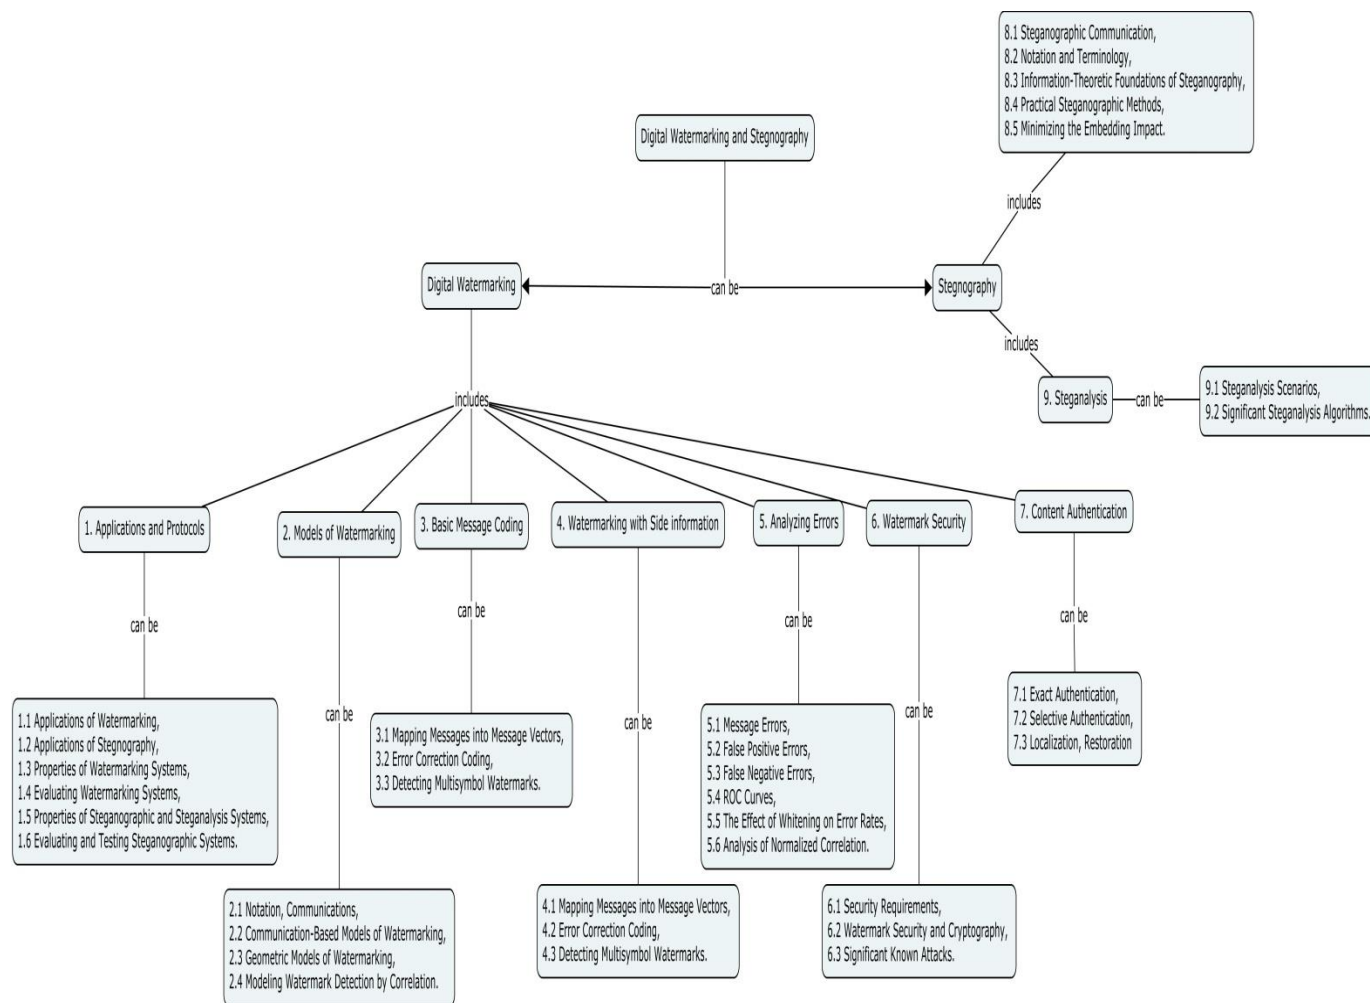 8.1 Steganographic Communication,
8.2 Notation and Terminology,
8.3 Information-Theoretic Foundations of Steganography,
8.4 Practical Steganographic Methods,
8.5 Minimizing the Embedding Impact.
Digital Watermarking and Stegnography
includes
Digital Watermarking
can be
Stegnography
includes
9. Steganalysis
can be
9.1 Steganalysis Scenarios,
9.2 Significant Steganalysis Algorithms.
includes
1. Applications and Protocols
2. Models of Watermarking
3. Basic Message Coding
4. Watermarking with Side information
5. Analyzing Errors
6. Watermark Security
7. Content Authentication
can be
can be
can be
can be
can be
can be
can be
1.1 Applications of Watermarking,
1.2 Applications of Stegnography,
1.3 Properties of Watermarking Systems,
1.4 Evaluating Watermarking Systems,
1.5 Properties of Steganographic and Steganalysis Systems,
1.6 Evaluating and Testing Steganographic Systems.
2.1 Notation, Communications,
2.2 Communication-Based Models of Watermarking,
2.3 Geometric Models of Watermarking,
2.4 Modeling Watermark Detection by Correlation.
3.1 Mapping Messages into Message Vectors,
3.2 Error Correction Coding,
3.3 Detecting Multisymbol Watermarks.
4.1 Mapping Messages into Message Vectors,
4.2 Error Correction Coding,
4.3 Detecting Multisymbol Watermarks.
5.1 Message Errors,
5.2 False Positive Errors,
5.3 False Negative Errors,
5.4 ROC Curves,
5.5 The Effect of Whitening on Error Rates,
5.6 Analysis of Normalized Correlation.
6.1 Security Requirements,
6.2 Watermark Security and Cryptography,
6.3 Significant Known Attacks.
7.1 Exact Authentication,
7.2 Selective Authentication,
7.3 Localization, Restoration